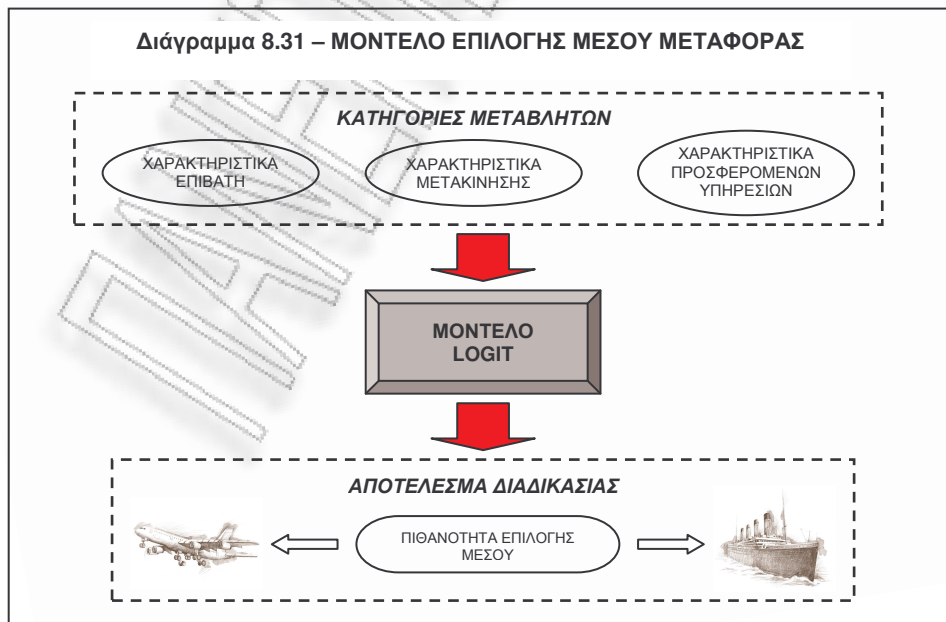 Διάγραμμα 8.31 – ΜΟΝΤΕΛΟ ΕΠΙΛΟΓΗΣ ΜΕΣΟΥ ΜΕΤΑΦΟΡΑΣ
ΚΑΤΗΓΟΡΙΕΣ ΜΕΤΑΒΛΗΤΩΝ
ΧΑΡΑΚΤΗΡΙΣΤΙΚΑ
ΕΠΙΒΑΤΗ
ΧΑΡΑΚΤΗΡΙΣΤΙΚΑ
ΜΕΤΑΚΙΝΗΣΗΣ
ΧΑΡΑΚΤΗΡΙΣΤΙΚΑ
ΠΡΟΣΦΕΡΟΜΕΝΩΝ
ΥΠΗΡΕΣΙΩΝ
ΜΟΝΤΕΛΟ
LOGIT
ΑΠΟΤΕΛΕΣΜΑ ΔΙΑΔΙΚΑΣΙΑΣ
ΠΙΘΑΝΟΤΗΤΑ ΕΠΙΛΟΓΗΣ
ΜΕΣΟΥ